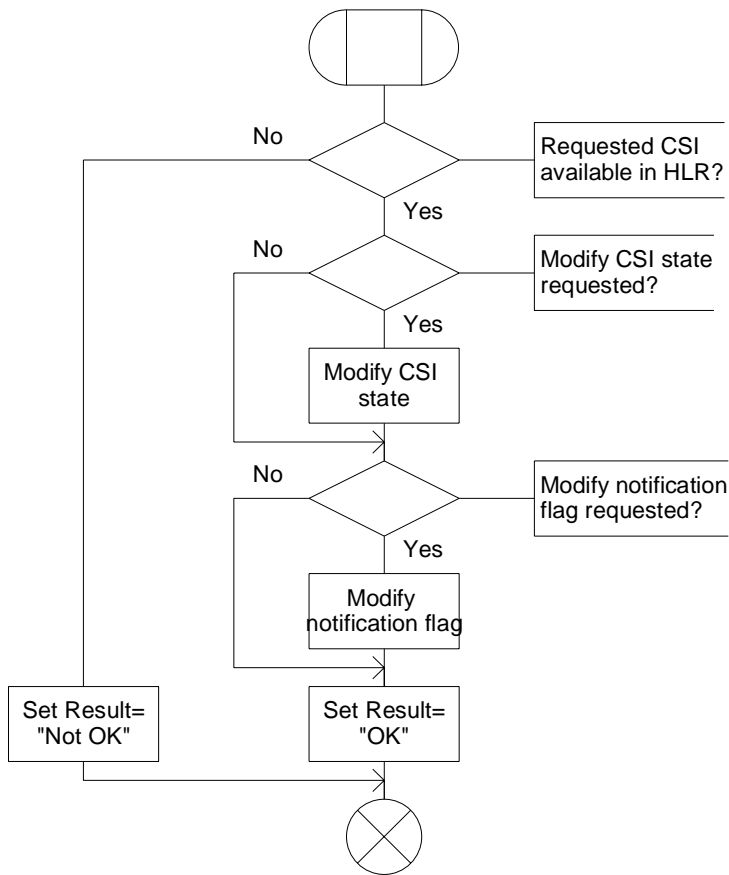 No
Requested CSI
available in HLR?
Yes
No
Modify CSI state
requested?
Yes
Modify CSI
state
No
Modify notification
flag requested?
Yes
Modify
notification flag
Set Result=
"Not OK"
Set Result=
"OK"